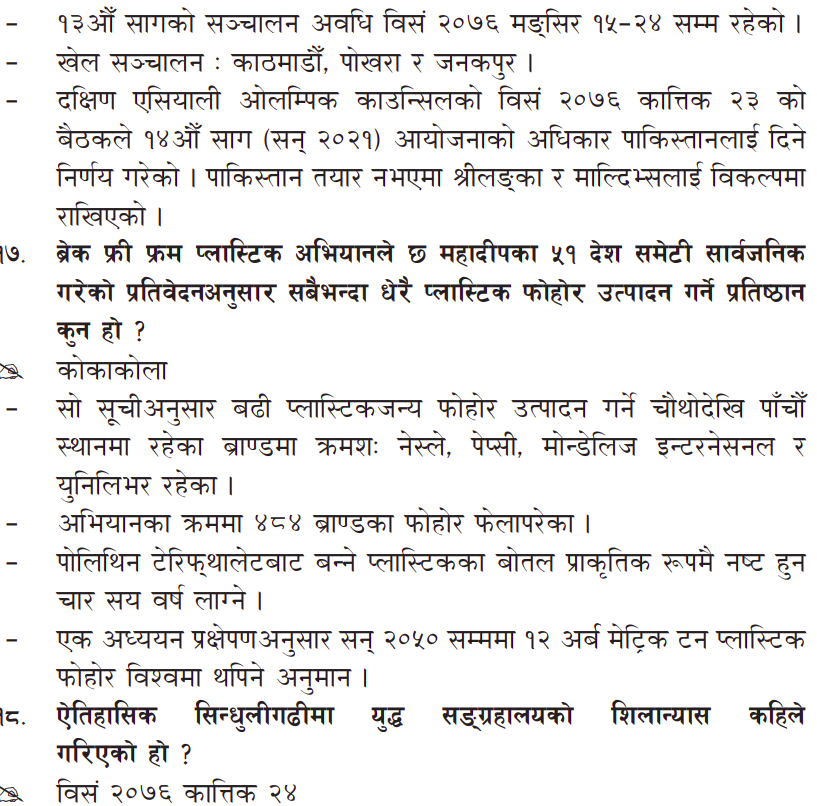 – १३औँ सागको सञ्चालन अवधि विसं २०७६ मङ्सिर १५–२४ सम्म रहेको ।
– खेल सञ्चालन : काठमाडौँ, पोखरा र जनकपुर ।
– दक्षिण एसियाली ओलम्पिक काउन्सिलको विसं २०७६ कात्तिक २३ को
बैठकले १४औँ साग (सन् २०२१) आयोजनाको अधिकार पाकिस्तानलाई दिने
निर्णय गरेको । पाकिस्तान तयार नभएमा श्रीलङ्का र माल्दिभ्सलाई विकल्पमा
राखिएको ।
१७. ब्रेक फ्री फ्रम प्लास्टिक अभियानले छ महादीपका ५१ देश समेटी सार्वजनिक
गरेको प्रतिवेदनअनुसार सबैभन्दा धेरै प्लास्टिक फोहोर उत्पादन गर्ने प्रतिष्ठान
कुन हो ?
कोकाकोला
– सो सूचीअनुसार बढी प्लास्टिकजन्य फोहोर उत्पादन गर्ने चौथोदेखि पाँचौँ
स्थानमा रहेका ब्राण्डमा क्रमशः नेस्ले, पेप्सी, मोन्डेलिज इन्टरनेसनल र
युनिलिभर रहेका ।
– अभियानका क्रममा ४८४ ब्राण्डका फोहोर फेलापरेका ।
– पोलिथिन टेरिफ्थालेटबाट बन्ने प्लास्टिकका बोतल प्राकृतिक रूपमै नष्ट हुन
चार सय वर्ष लाग्ने ।
– एक अध्ययन प्रक्षेपणअनुसार सन् २०५० सम्ममा १२ अर्ब मेट्रिक टन प्लास्टिक
फोहोर विश्वमा थपिने अनुमान ।
१८. ऐतिहासिक सिन्धुलीगढीमा युद्ध सङ्ग्रहालयको शिलान्यास कहिले
गरिएको हो ?
विसं २०७६ कात्तिक २४